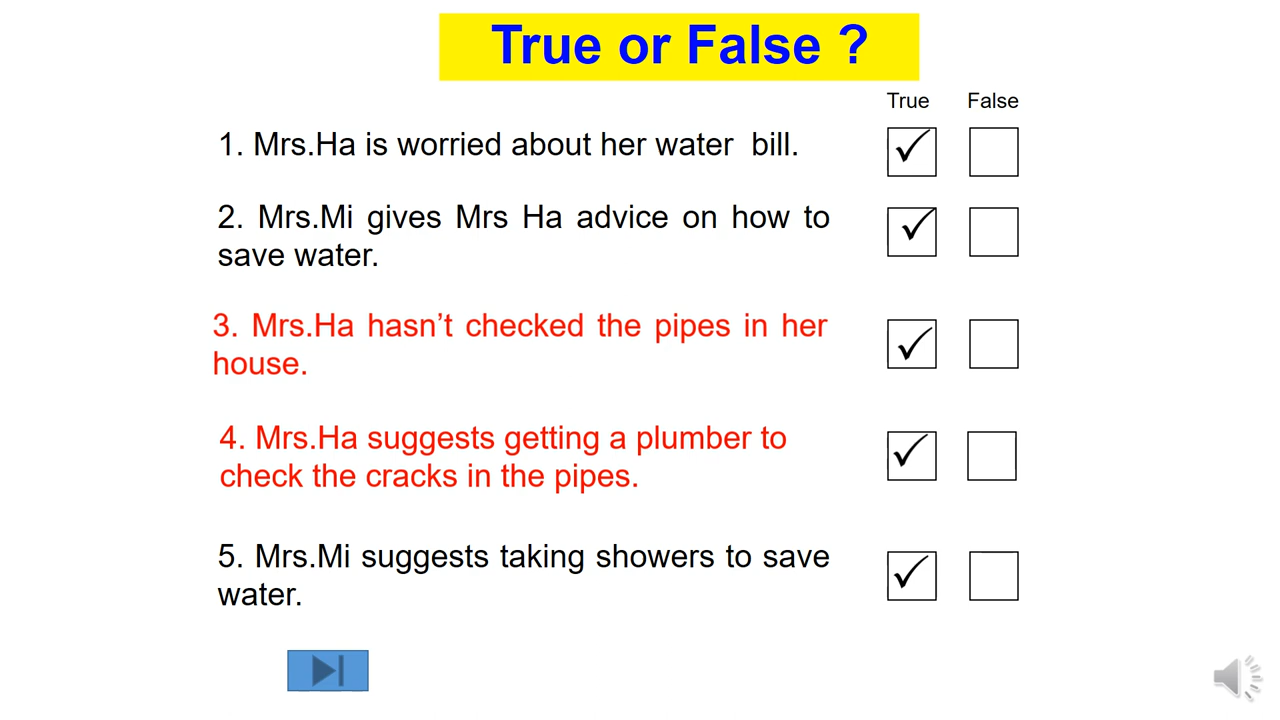 True or False ?
True False
1. Mrs.Ha is worried about her water bill.
2. Mrs.Mi gives Mrs Ha advice on how to
save water.
3. Mrs.Ha hasn’t checked the pipes in her
house.
4. Mrs.Ha suggests getting a plumber to
check the cracks in the pipes.
5. Mrs.Mi suggests taking showers to save
water.